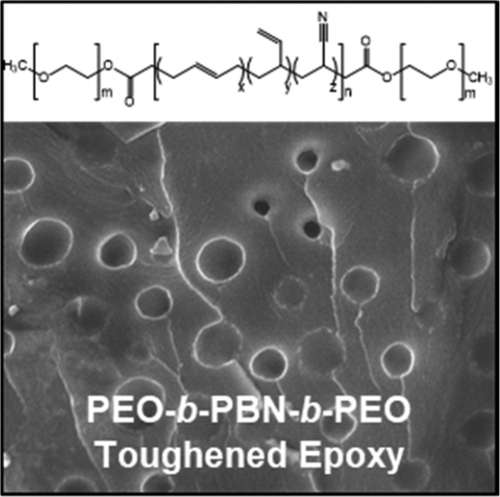 N
H₃C O O m O x y z n O O O m CH₃
O
PEO-b-PBN-b-PEO
Toughened Epoxy